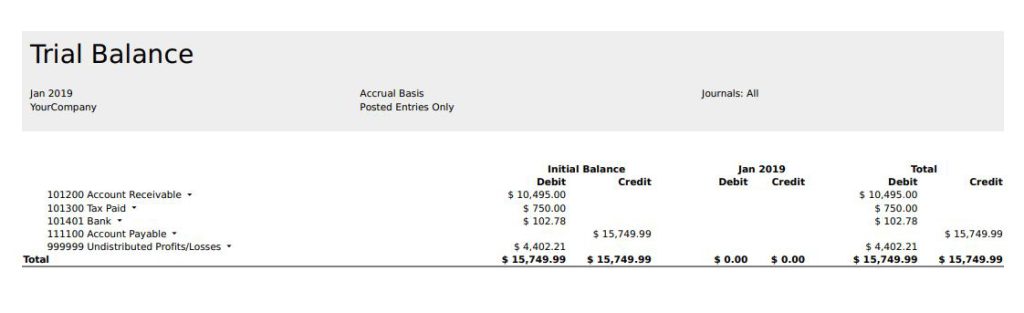 Trial Balance
Jan 2019 Accrual Basis Journals: All
YourCompany Posted Entries Only
Initial Balance Jan 2019 Total
Debit Credit Debit Credit Debit Credit
101200 Account Receivable $ 10,495.00 $ 10,495.00
101300 Tax Paid $ 750.00 $ 750.00
101401 Bank $ 102.78 $ 102.78
111100 Account Payable $ 15,749.99 $ 15,749.99
999999 Undistributed Profits/Losses $ 4,402.21 $ 4,402.21
Total $ 15,749.99 $ 15,749.99 $ 0.00 $ 0.00 $ 15,749.99 $ 15,749.99